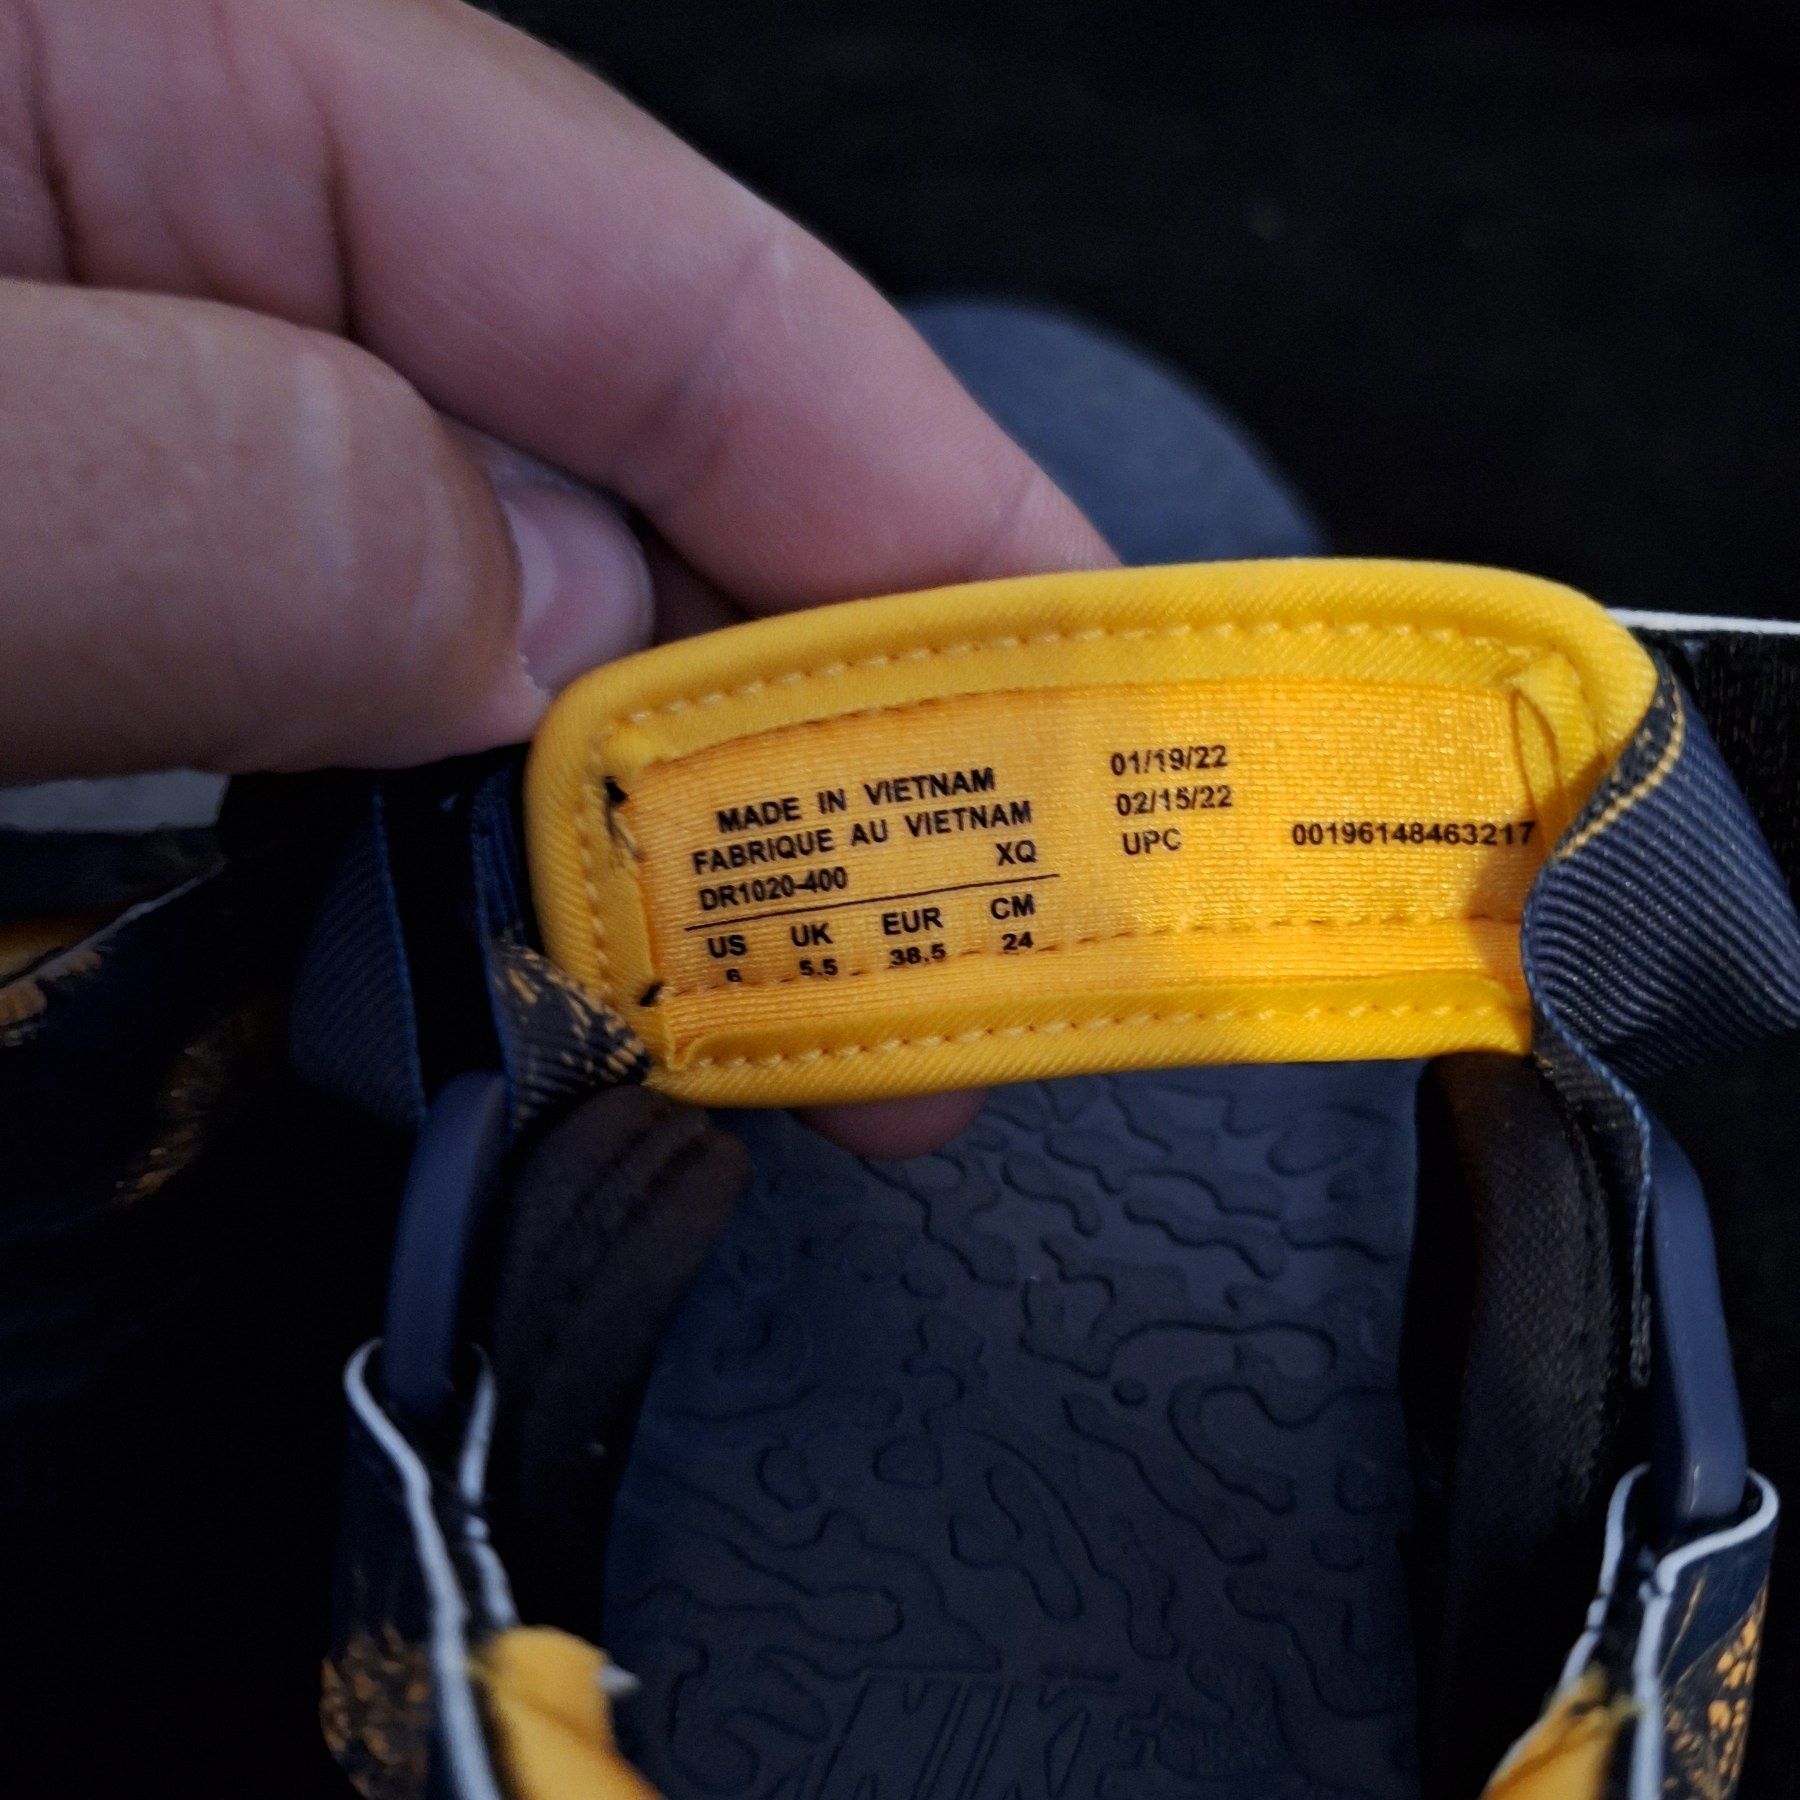 MADE IN VIETNAM
FABRIQUE AU VIETNAM
DR1020-400 XQ
US UK EUR CM
6 5.5 38.5 24
01/19/22
02/15/22
UPC 00196148463217
NIKE